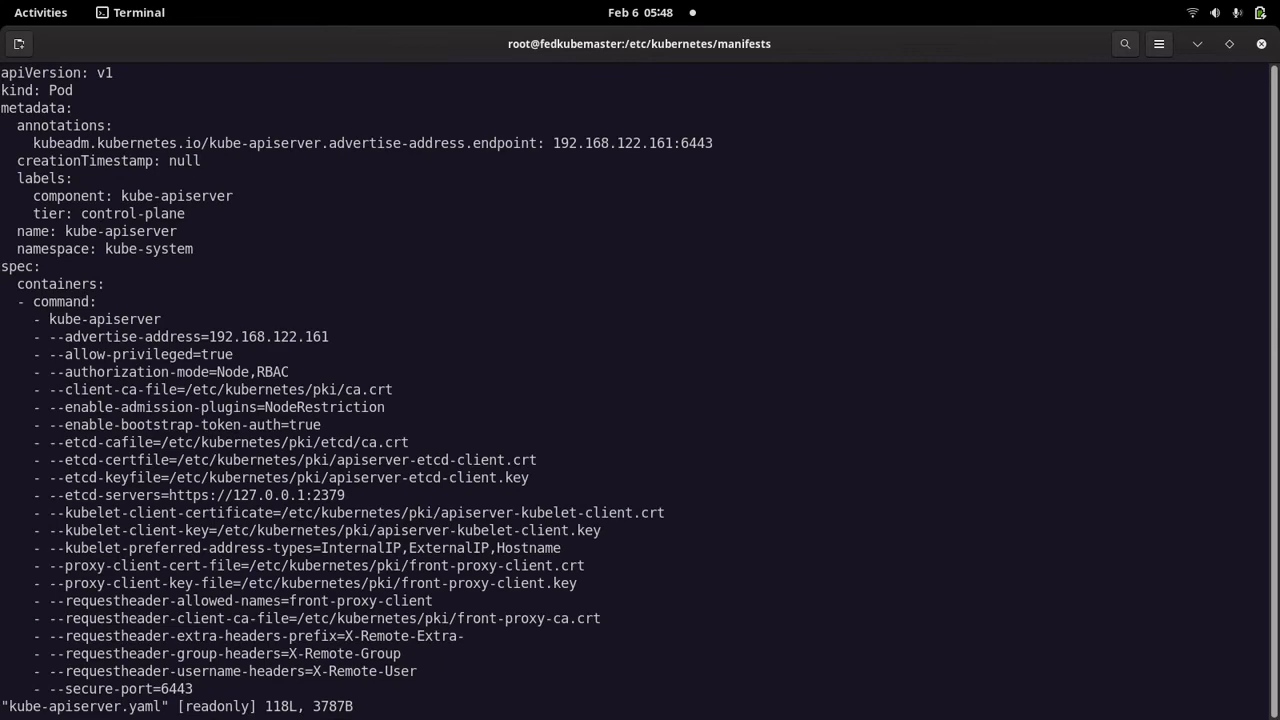 Activities
Terminal
Feb 6 05:48
root@fedkubemaster:/etc/kubernetes/manifests
apiVersion: v1
kind: Pod
metadata:
  annotations:
    kubeadm.kubernetes.io/kube-apiserver.advertise-address.endpoint: 192.168.122.161:6443
  creationTimestamp: null
  labels:
    component: kube-apiserver
    tier: control-plane
  name: kube-apiserver
  namespace: kube-system
spec:
  containers:
  - command:
    - kube-apiserver
    - --advertise-address=192.168.122.161
    - --allow-privileged=true
    - --authorization-mode=Node,RBAC
    - --client-ca-file=/etc/kubernetes/pki/ca.crt
    - --enable-admission-plugins=NodeRestriction
    - --enable-bootstrap-token-auth=true
    - --etcd-cafile=/etc/kubernetes/pki/etcd/ca.crt
    - --etcd-certfile=/etc/kubernetes/pki/apiserver-etcd-client.crt
    - --etcd-keyfile=/etc/kubernetes/pki/apiserver-etcd-client.key
    - --etcd-servers=https://127.0.0.1:2379
    - --kubelet-client-certificate=/etc/kubernetes/pki/apiserver-kubelet-client.crt
    - --kubelet-client-key=/etc/kubernetes/pki/apiserver-kubelet-client.key
    - --kubelet-preferred-address-types=InternalIP,ExternalIP,Hostname
    - --proxy-client-cert-file=/etc/kubernetes/pki/front-proxy-client.crt
    - --proxy-client-key-file=/etc/kubernetes/pki/front-proxy-client.key
    - --requestheader-allowed-names=front-proxy-client
    - --requestheader-client-ca-file=/etc/kubernetes/pki/front-proxy-ca.crt
    - --requestheader-extra-headers-prefix=X-Remote-Extra-
    - --requestheader-group-headers=X-Remote-Group
    - --requestheader-username-headers=X-Remote-User
    - --secure-port=6443
"kube-apiserver.yaml" [readonly] 118L, 3787B